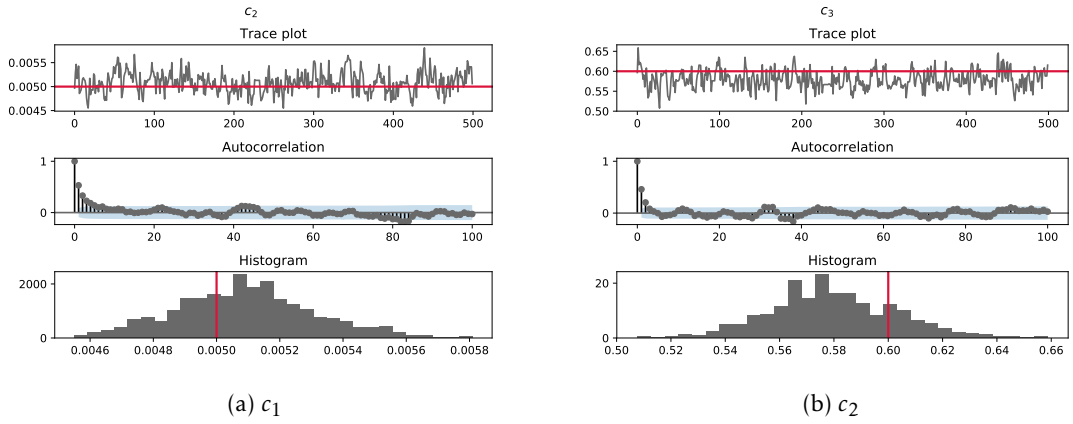 c2
Trace plot
0.0055
0.0050
0.0045
0 100 200 300 400 500
Autocorrelation
1
0
0 20 40 60 80 100
Histogram
2000
0
0.0046 0.0048 0.0050 0.0052 0.0054 0.0056 0.0058
(a) c1
c3
Trace plot
0.65
0.60
0.55
0.50
0 100 200 300 400 500
Autocorrelation
1
0
0 20 40 60 80 100
Histogram
20
0
0.50 0.52 0.54 0.56 0.58 0.60 0.62 0.64 0.66
(b) c2